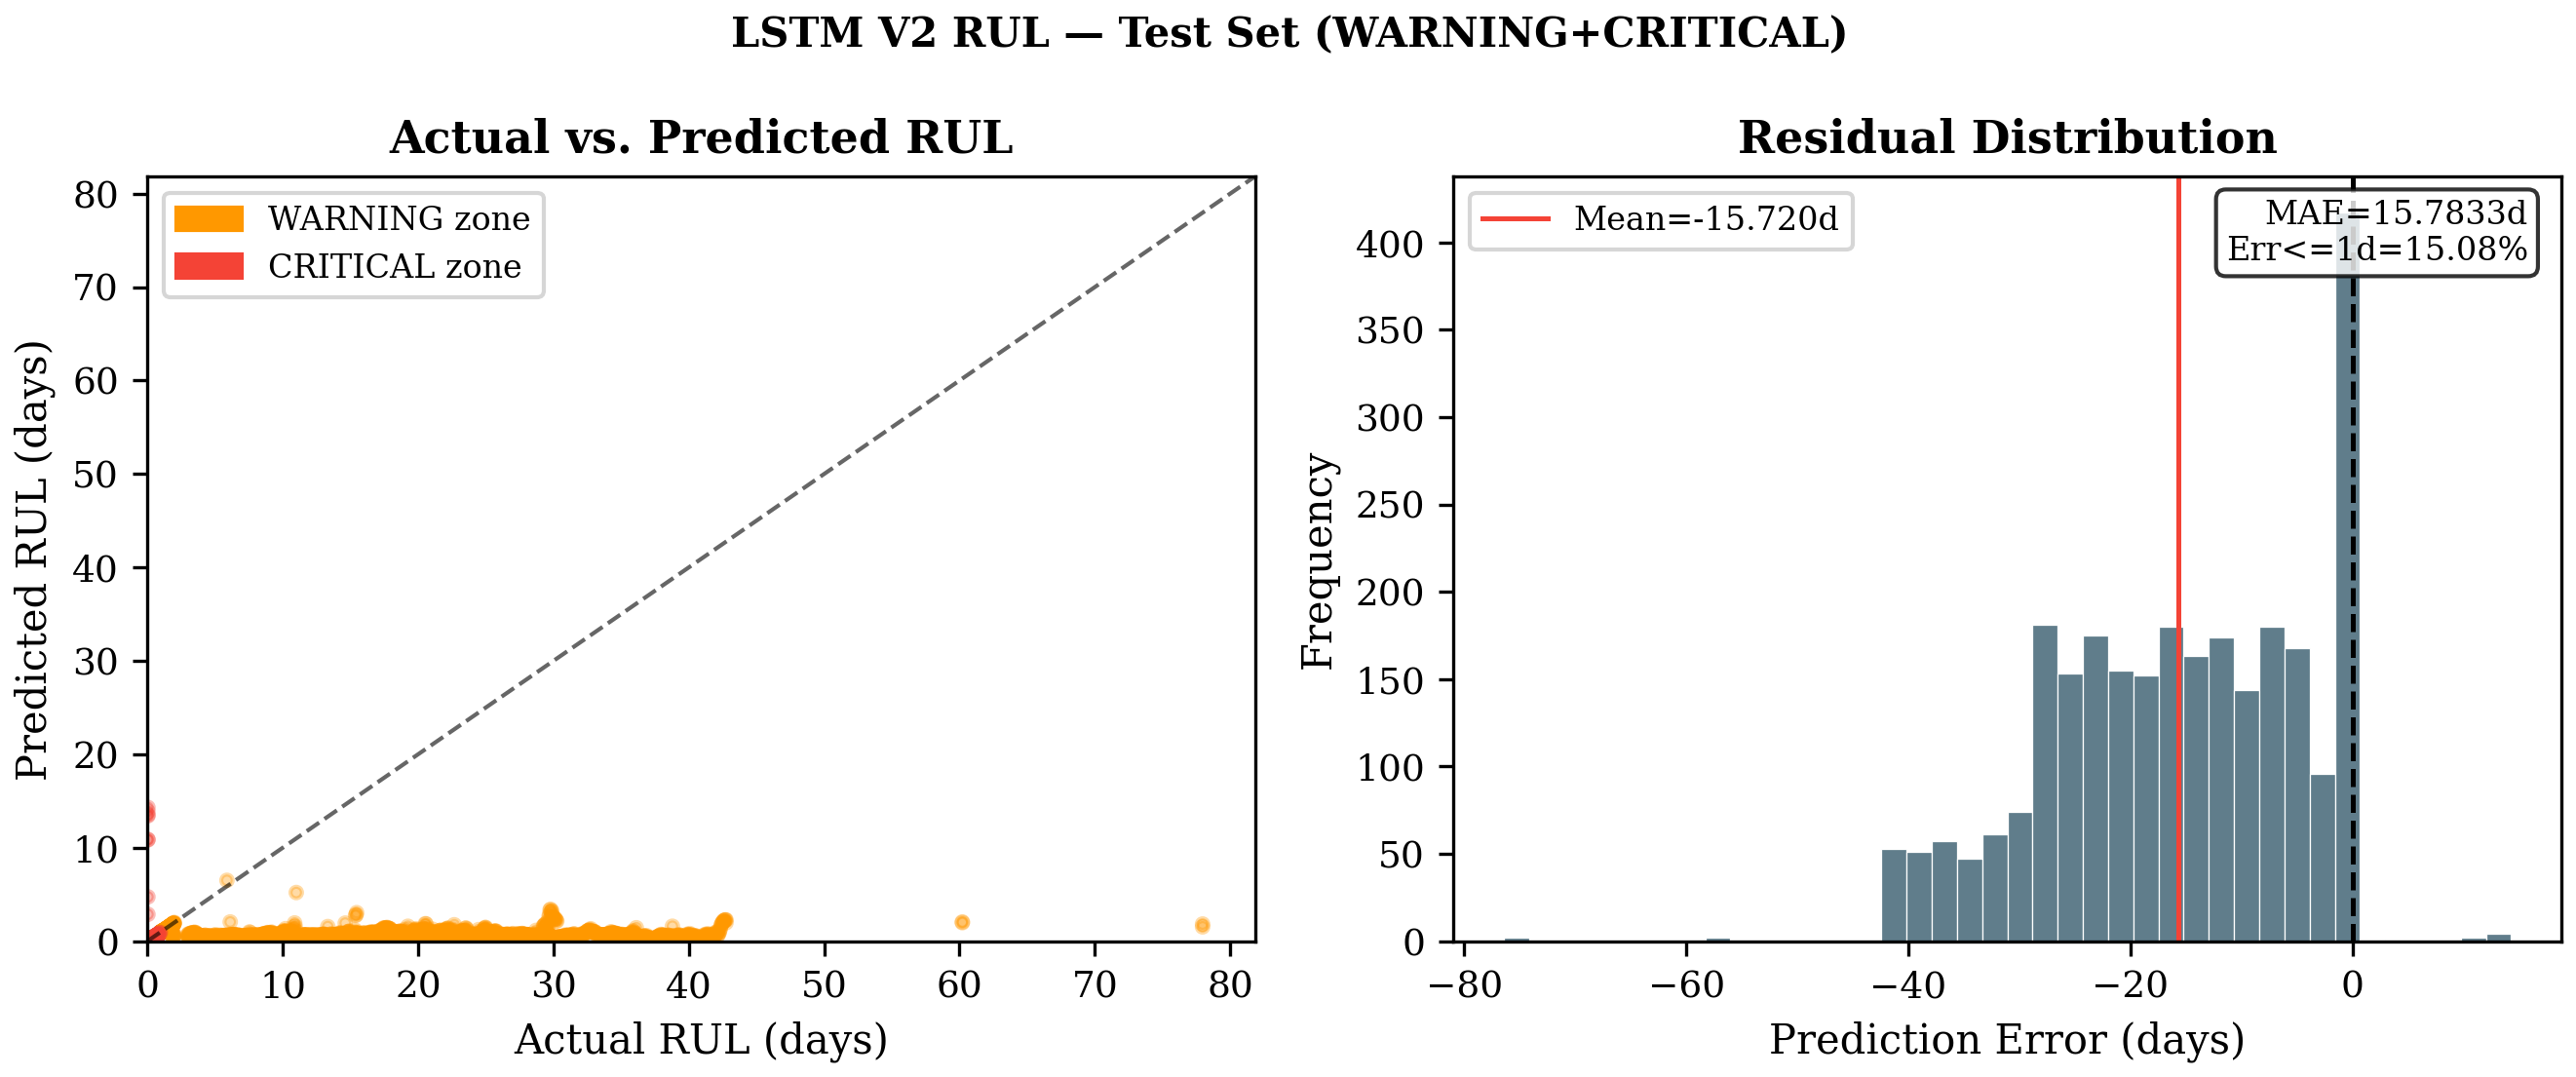 LSTM V2 RUL — Test Set (WARNING+CRITICAL)
Actual vs. Predicted RUL
WARNING zone
CRITICAL zone
Predicted RUL (days)
80
70
60
50
40
30
20
10
0
0 10 20 30 40 50 60 70 80
Actual RUL (days)
Residual Distribution
Mean=-15.720d
MAE=15.7833d
Err<=1d=15.08%
Frequency
400
350
300
250
200
150
100
50
0
−80 −60 −40 −20 0
Prediction Error (days)